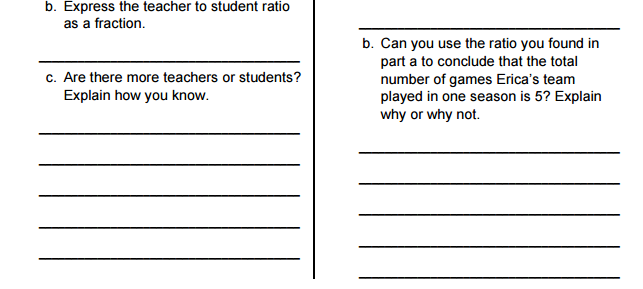 b. Express the teacher to student ratio
as a fraction.
c. Are there more teachers or students?
Explain how you know.
b. Can you use the ratio you found in
part a to conclude that the total
number of games Erica's team
played in one season is 5? Explain
why or why not.